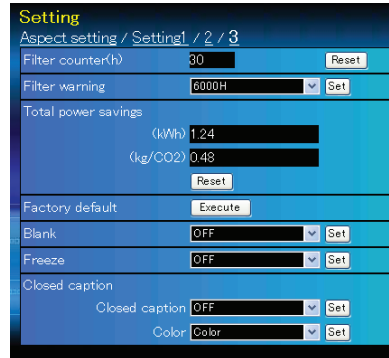 Setting
Aspect setting / Setting1 / 2 / 3
Filter counter(h) 30 Reset
Filter warning 6000H Set
Total power savings
(kWh) 1.24
(kg/CO2) 0.48
Reset
Factory default Execute
Blank OFF Set
Freeze OFF Set
Closed caption
Closed caption OFF Set
Color Color Set